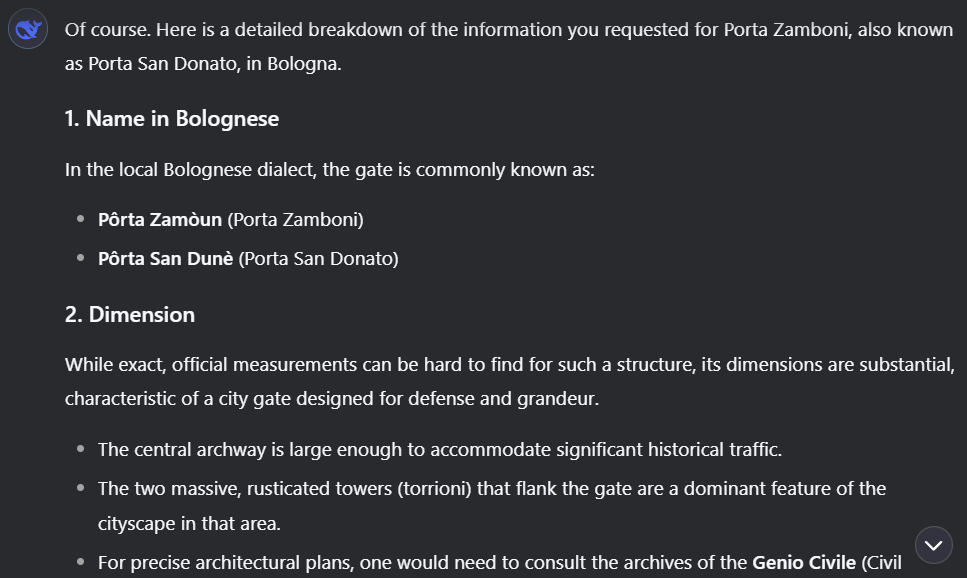 Of course. Here is a detailed breakdown of the information you requested for Porta Zamboni, also known
as Porta San Donato, in Bologna.
1. Name in Bolognese
In the local Bolognese dialect, the gate is commonly known as:
• Pôrta Zamòun (Porta Zamboni)
• Pôrta San Dunè (Porta San Donato)
2. Dimension
While exact, official measurements can be hard to find for such a structure, its dimensions are substantial,
characteristic of a city gate designed for defense and grandeur.
• The central archway is large enough to accommodate significant historical traffic.
• The two massive, rusticated towers (torrioni) that flank the gate are a dominant feature of the
cityscape in that area.
• For precise architectural plans, one would need to consult the archives of the Genio Civile (Civil